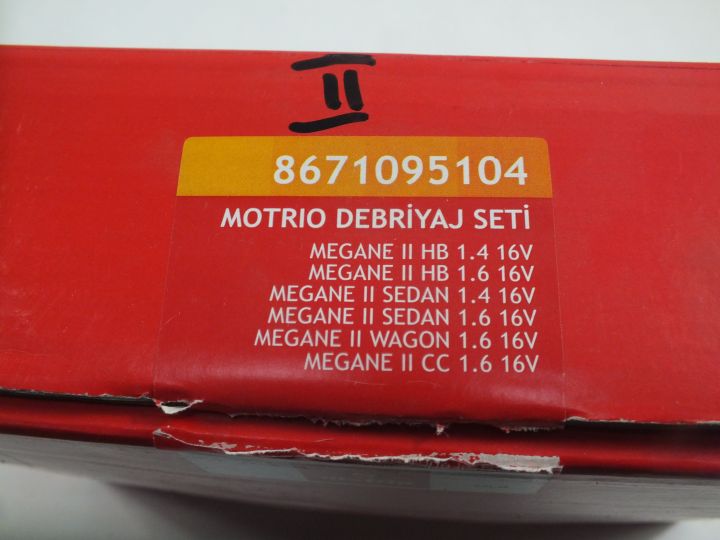 II
8671095104
MOTRIO DEBRİYAJ SETİ
MEGANE II HB 1.4 16V
MEGANE II HB 1.6 16V
MEGANE II SEDAN 1.4 16V
MEGANE II SEDAN 1.6 16V
MEGANE II WAGON 1.6 16V
MEGANE II CC 1.6 16V